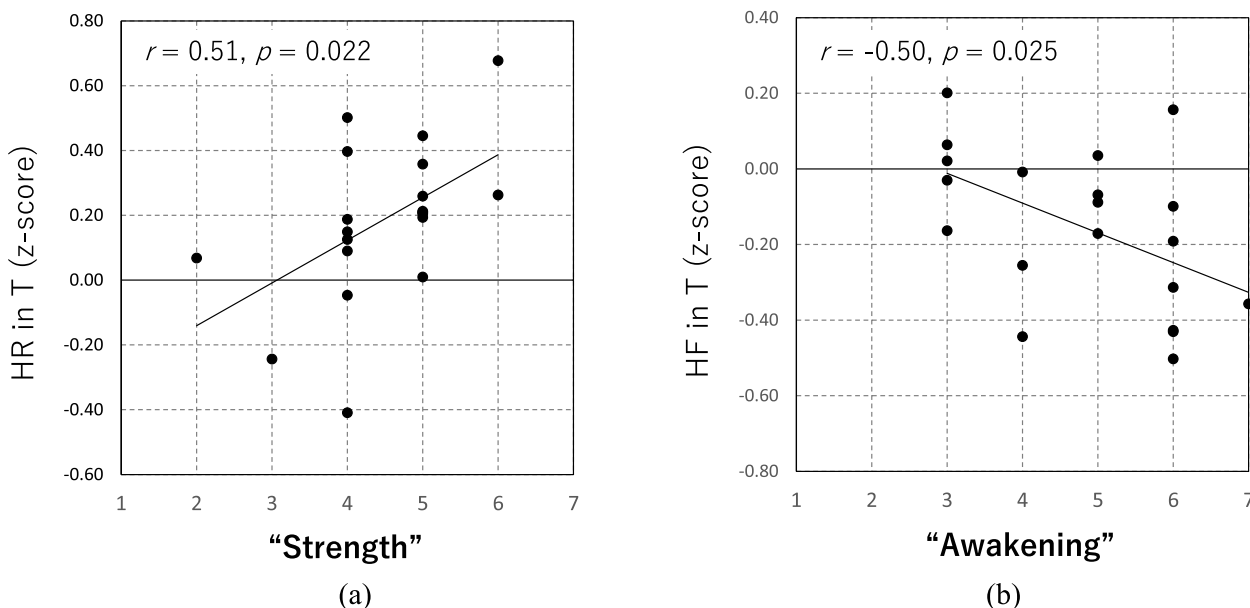 0.80
r = 0.51, p = 0.022
0.60
0.40
0.20
0.00
-0.20
-0.40
-0.60
1 2 3 4 5 6 7
HR in T (z-score)
“Strength”
(a)
0.40
r = -0.50, p = 0.025
0.20
0.00
-0.20
-0.40
-0.60
-0.80
1 2 3 4 5 6 7
HF in T (z-score)
“Awakening”
(b)